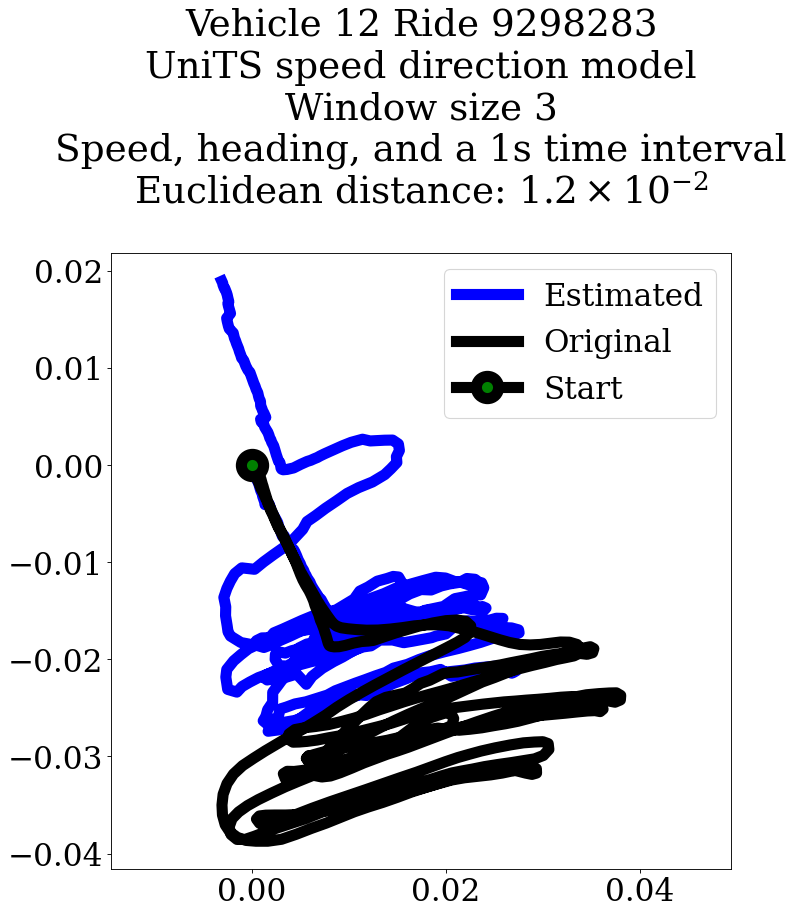 Vehicle 12 Ride 9298283
UniTS speed direction model
Window size 3
Speed, heading, and a 1s time interval
Euclidean distance: 1.2 × 10⁻²
0.02
0.01
0.00
−0.01
−0.02
−0.03
−0.04
Estimated
Original
Start
0.00 0.02 0.04